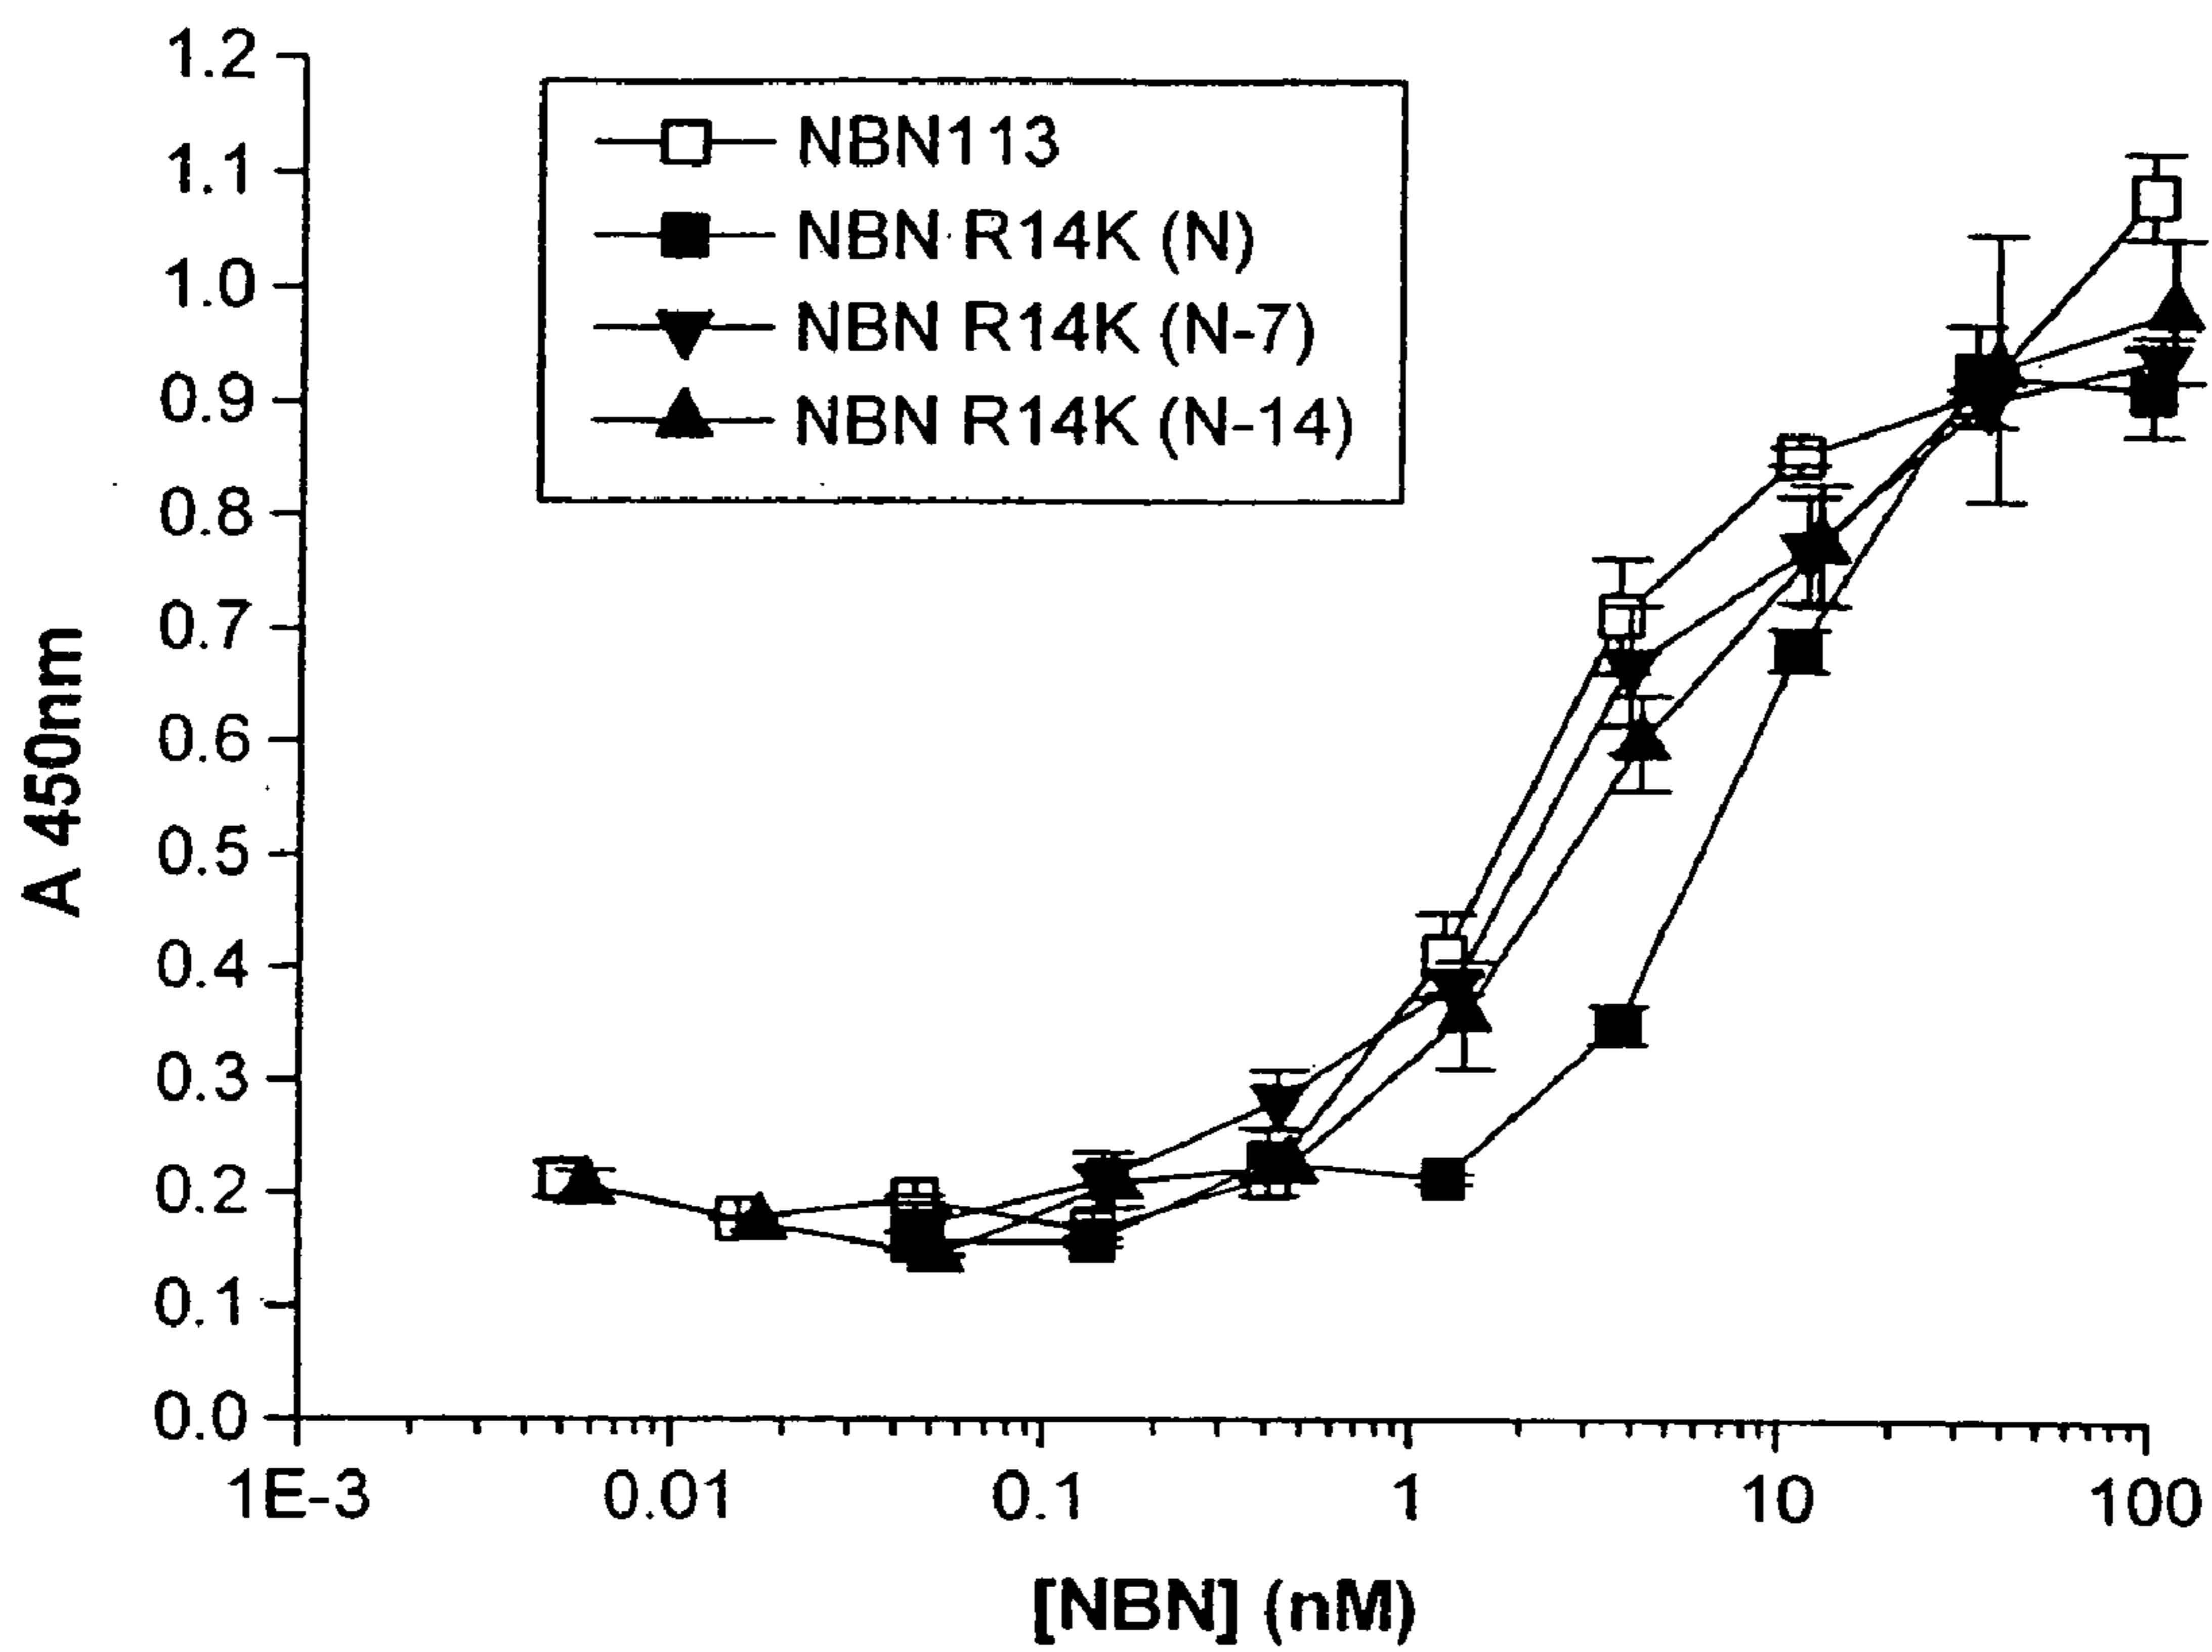 1.2
1.1
1.0
0.9
0.8
0.7
0.6
0.5
0.4
0.3
0.2
0.1
0.0
A 450nm
NBN113
NBN R14K (N)
NBN R14K (N-7)
NBN R14K (N-14)
1E-3 0.01 0.1 1 10 100
[NBN] (nM)